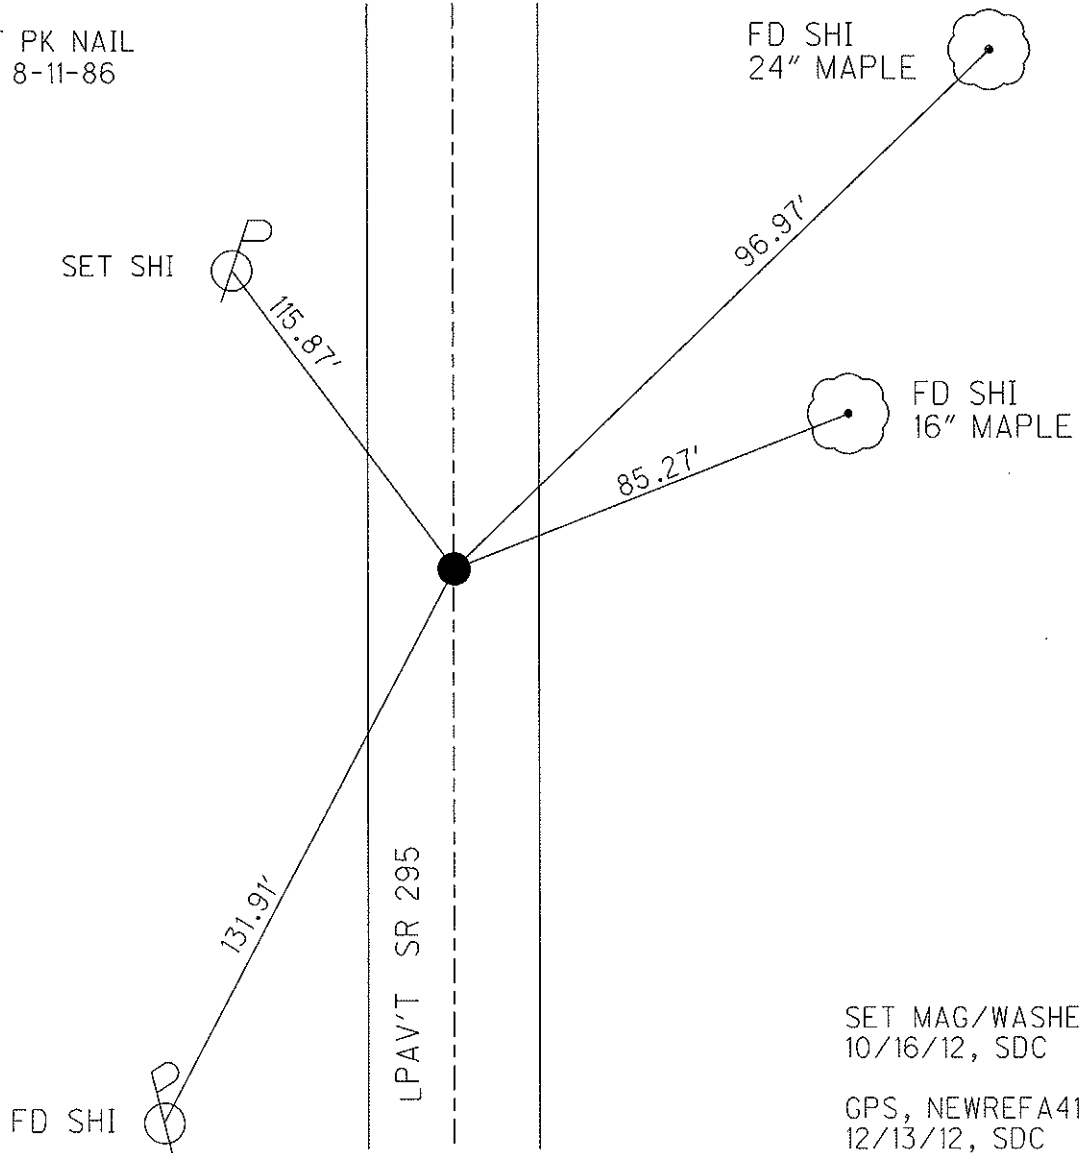 PK NAIL
8-11-86
FD SHI
24" MAPLE
SET SHI
96.97'
115.87'
FD SHI
16" MAPLE
85.27'
131.91'
LPAV'T SR 295
SET MAG/WASHE
10/16/12, SDC
FD SHI
GPS, NEWREFA41
12/13/12, SDC